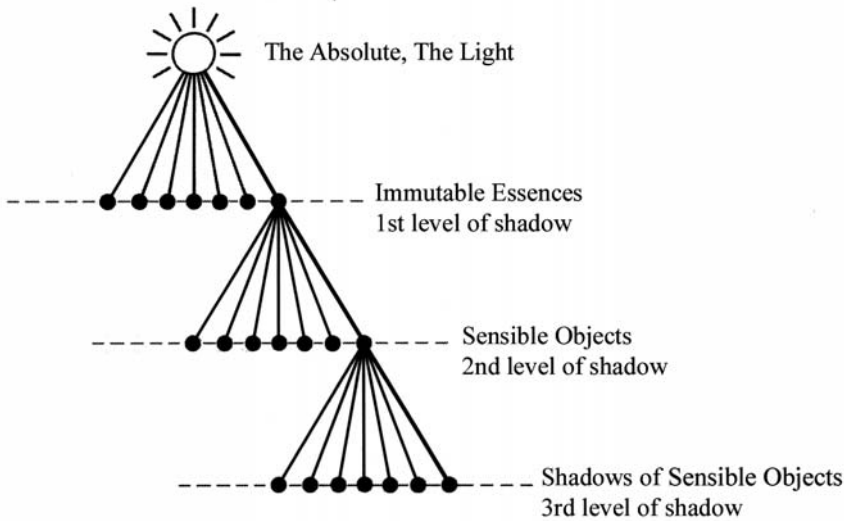 The Absolute, The Light
Immutable Essences
1st level of shadow
Sensible Objects
2nd level of shadow
Shadows of Sensible Objects
3rd level of shadow